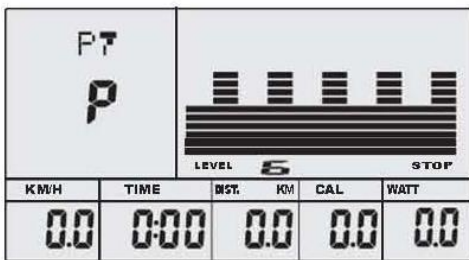 P7
P
LEVEL 6 STOP
KM/H TIME DIST. KM CAL WATT
0.0 0:00 0.0 0.0 0.0